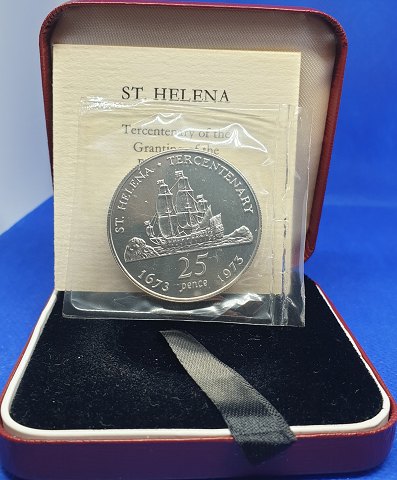 ST. HELENA
Tercentenary of the
Granting of the
ST. HELENA · TERCENTENARY
25
pence
1673 1973